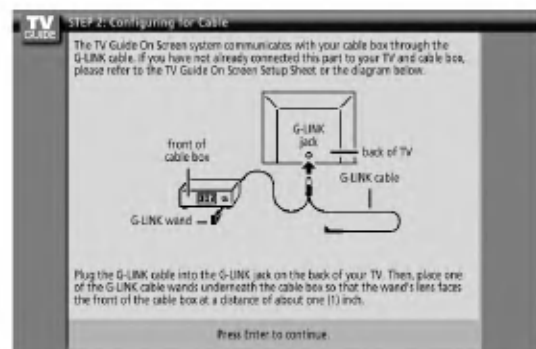 TV
GUIDE
STEP 2: Configuring for Cable
The TV Guide On Screen system communicates with your cable box through the
G-LINK cable. If you have not already connected this part to your TV and cable box,
please refer to the TV Guide On Screen Setup Sheet or the diagram below.
G-LINK
jack
front of
cable box
back of TV
G-LINK cable
G-LINK wand
Plug the G-LINK cable into the G-LINK jack on the back of your TV. Then, place one
of the G-LINK cable wands underneath the cable box so that the wand's lens faces
the front of the cable box at a distance of about one (1) inch.
Press Enter to continue.